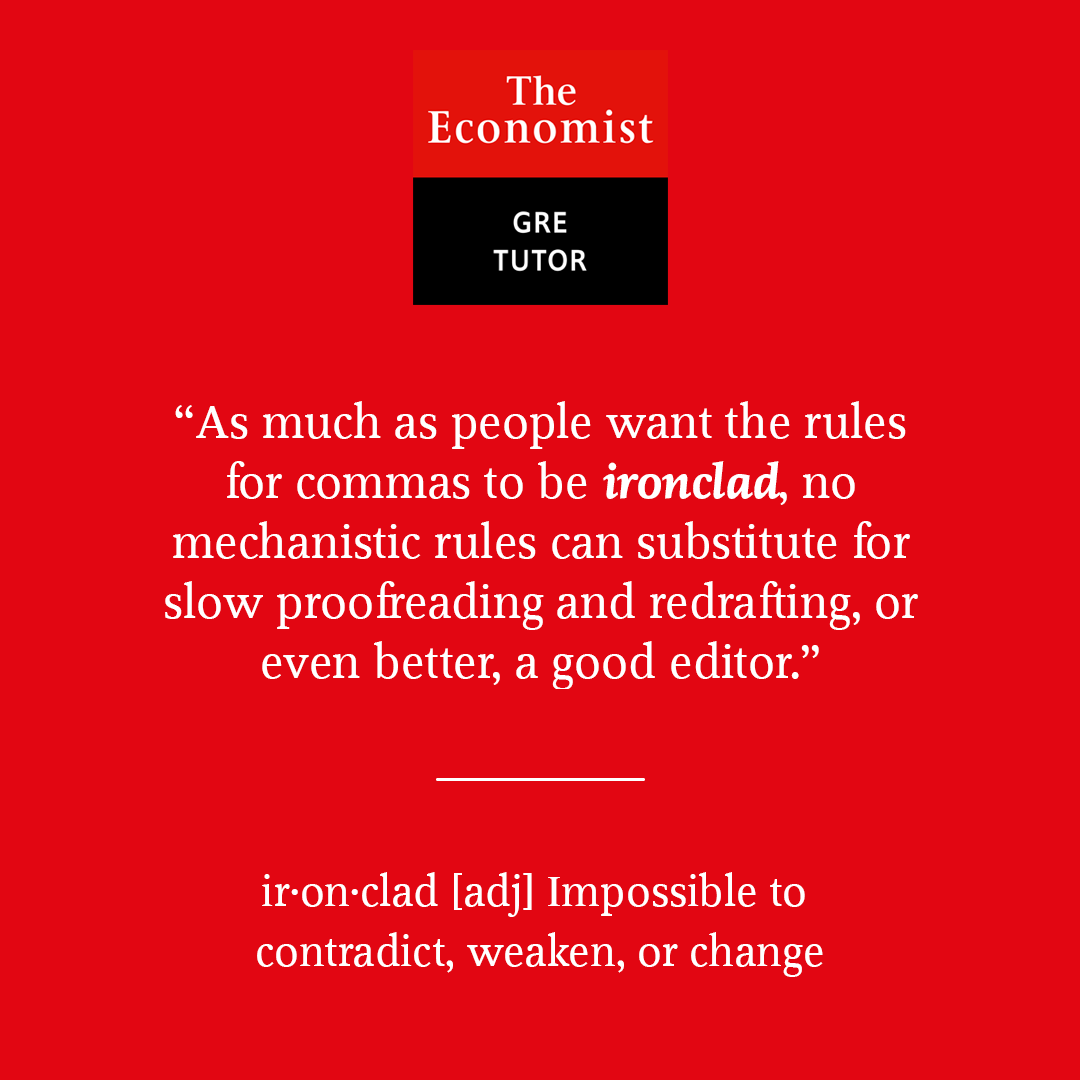 The
Economist
GRE
TUTOR
“As much as people want the rules
for commas to be ironclad, no
mechanistic rules can substitute for
slow proofreading and redrafting, or
even better, a good editor.”
ir·on·clad [adj] Impossible to
contradict, weaken, or change